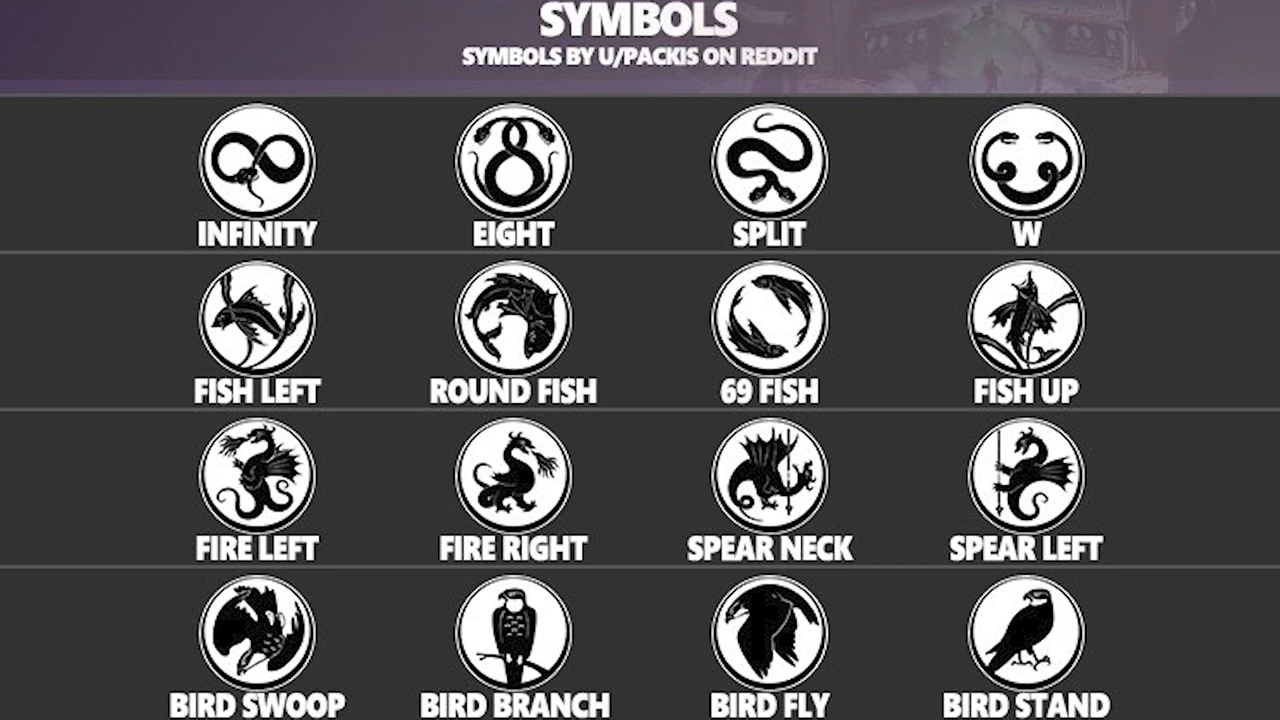 SYMBOLS
SYMBOLS BY U/PACKIS ON REDDIT
INFINITY EIGHT SPLIT W
FISH LEFT ROUND FISH 69 FISH FISH UP
FIRE LEFT FIRE RIGHT SPEAR NECK SPEAR LEFT
BIRD SWOOP BIRD BRANCH BIRD FLY BIRD STAND